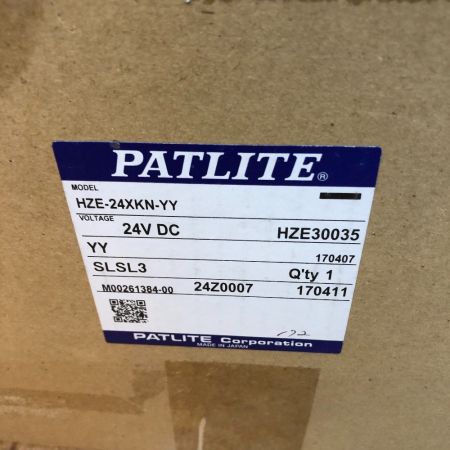 PATLITE®
MODEL
HZE-24XKN-YY
VOLTAGE
24V DC HZE30035
YY 170407
SLSL3 Q'ty 1
M00261384-00 24Z0007 170411
PATLITE Corporation
MADE IN JAPAN